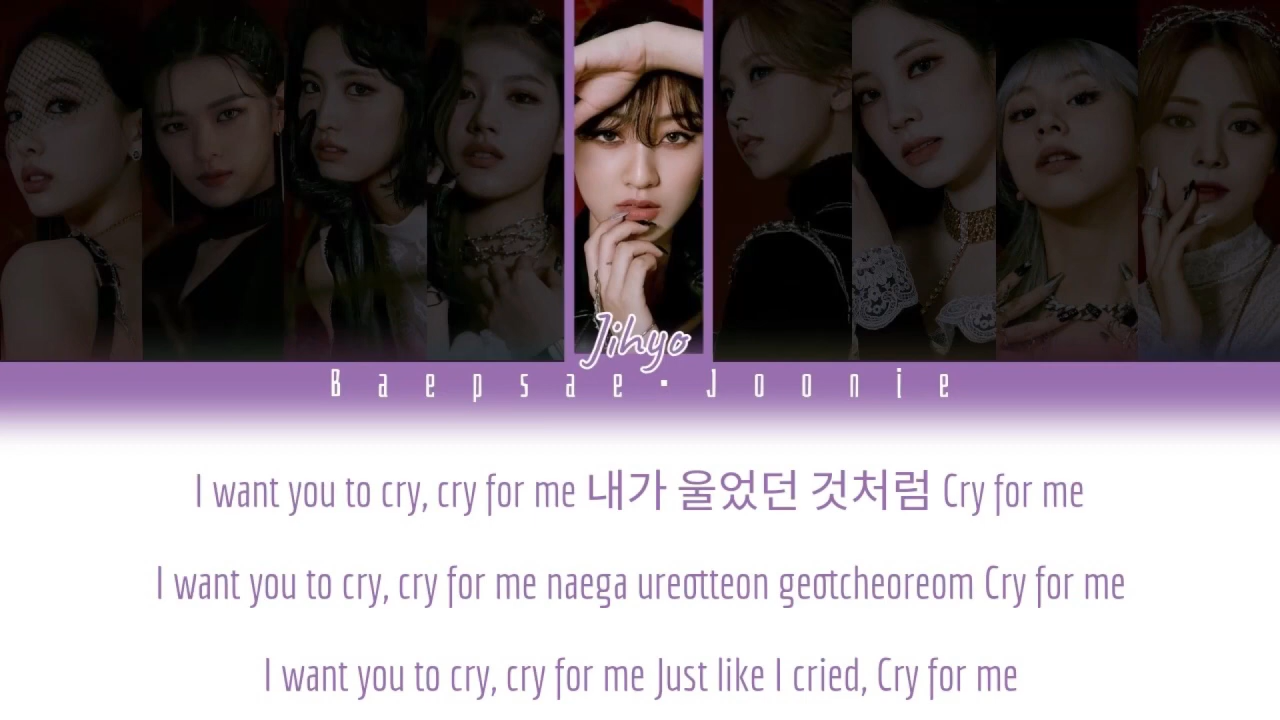 Jihyo
Baepsae·Joonie
I want you to cry, cry for me 내가 울었던 것처럼 Cry for me
I want you to cry, cry for me naega ureotteon geotcheoreom Cry for me
I want you to cry, cry for me Just like I cried, Cry for me